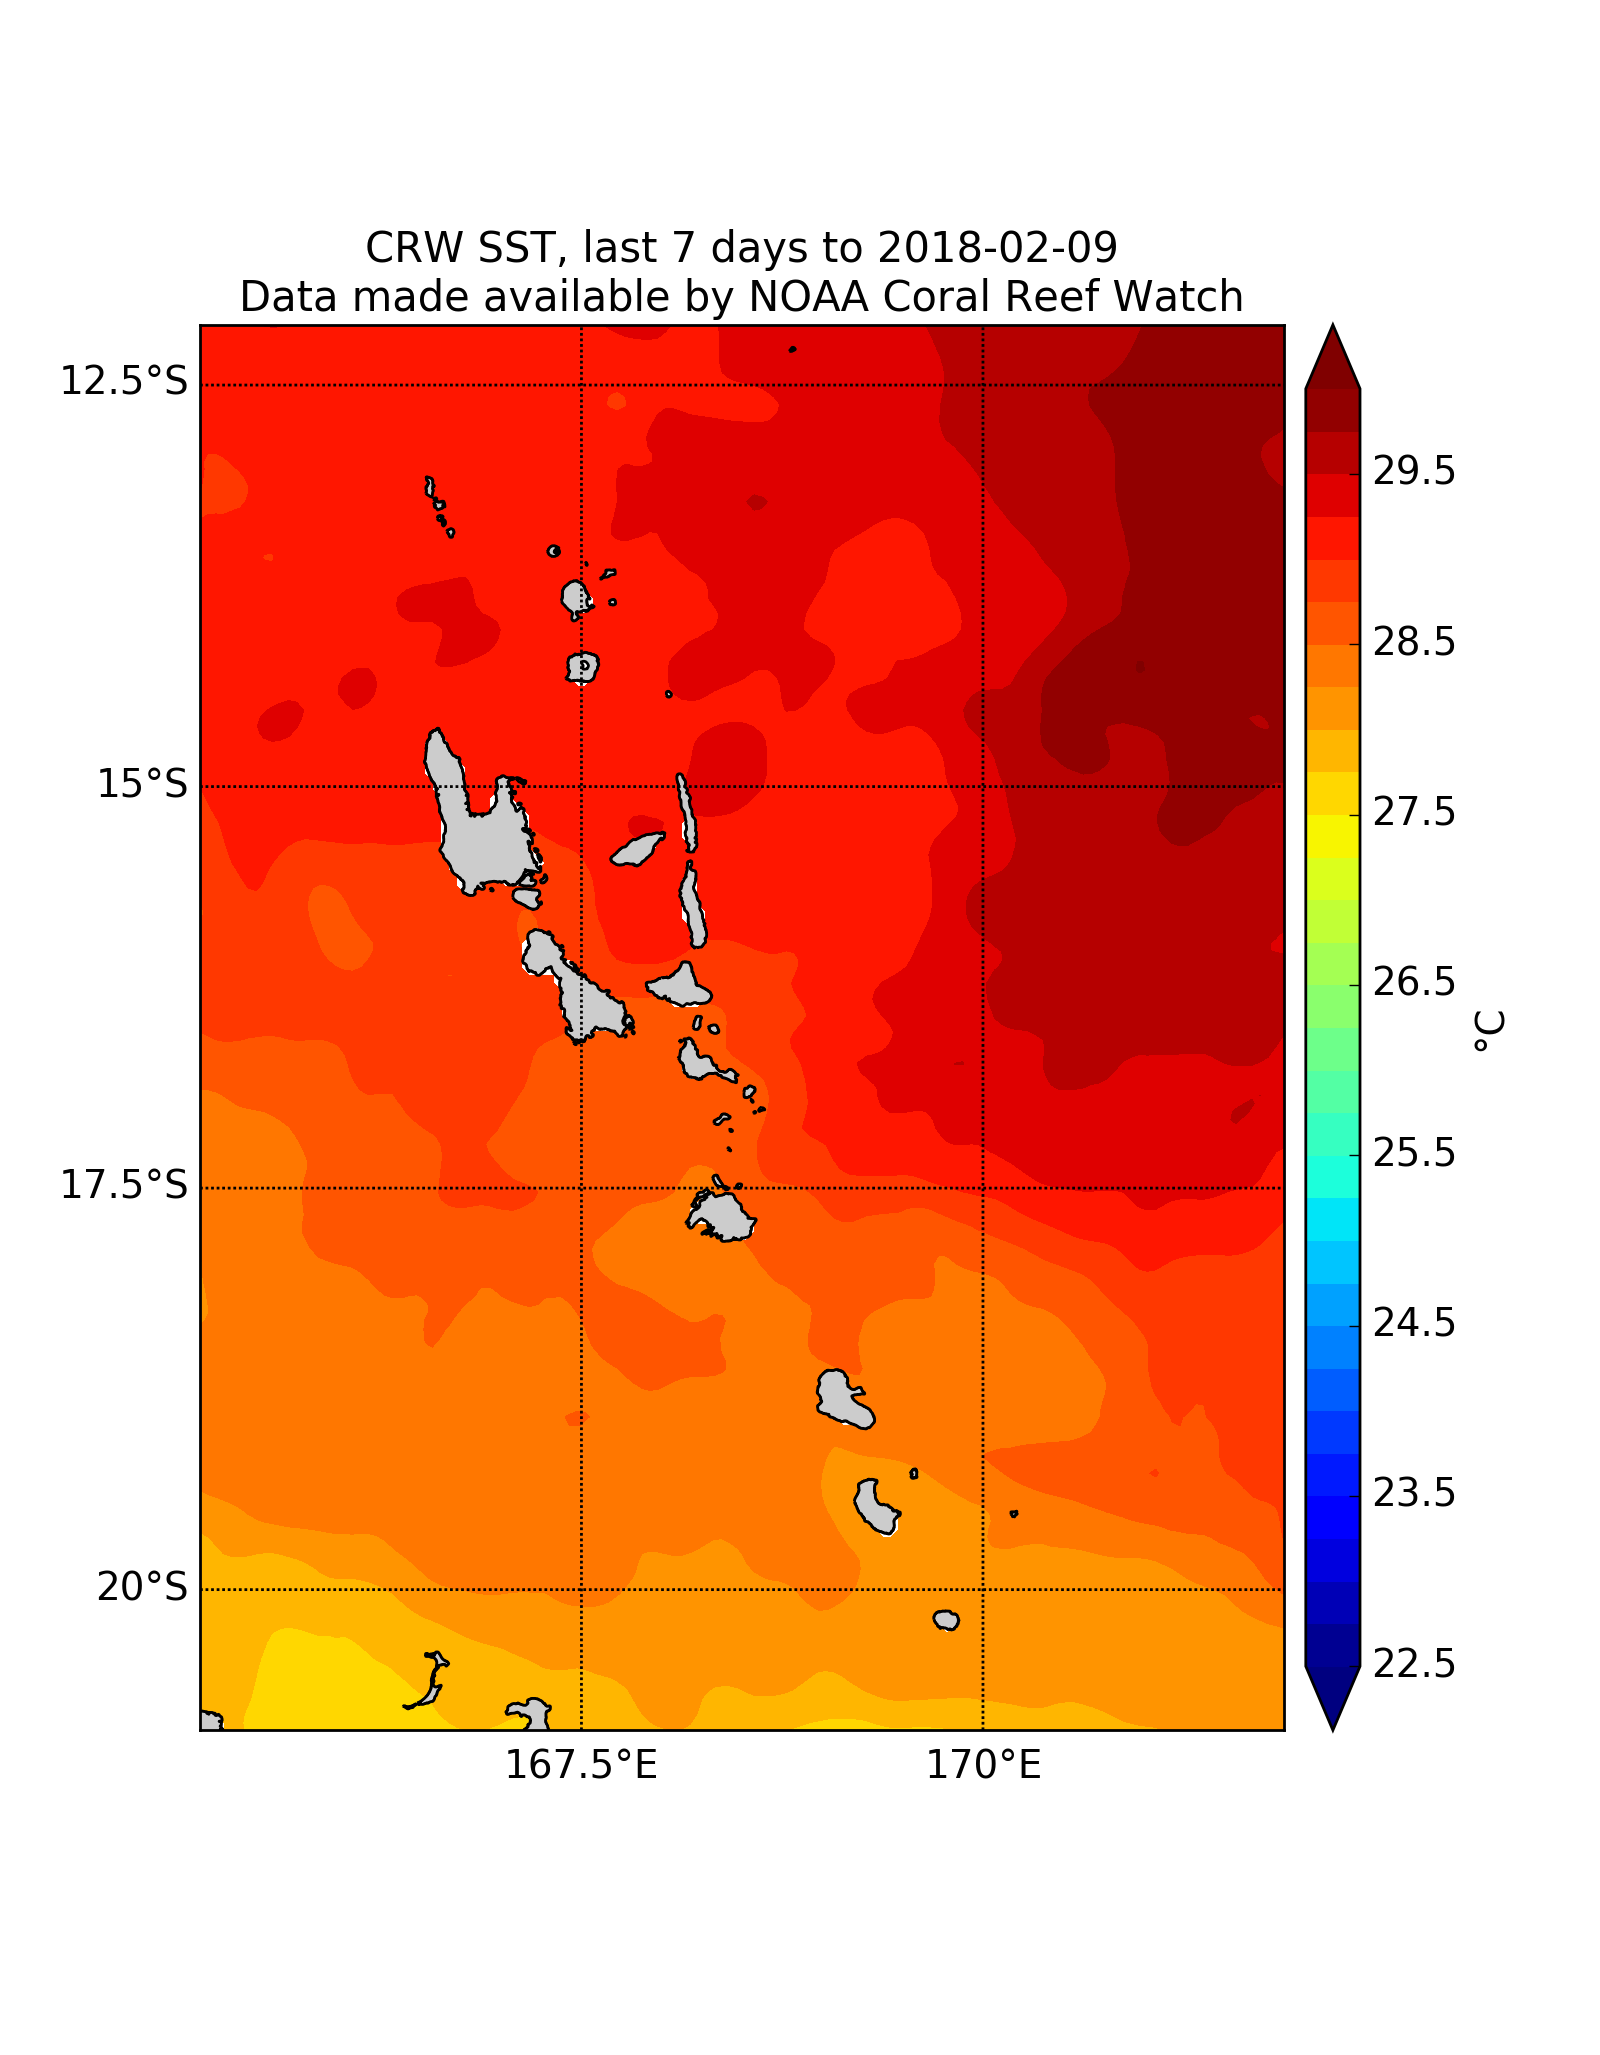 CRW SST, last 7 days to 2018-02-09
Data made available by NOAA Coral Reef Watch
12.5°S
15°S
17.5°S
20°S
167.5°E
170°E
29.5
28.5
27.5
26.5
25.5
24.5
23.5
22.5
°C